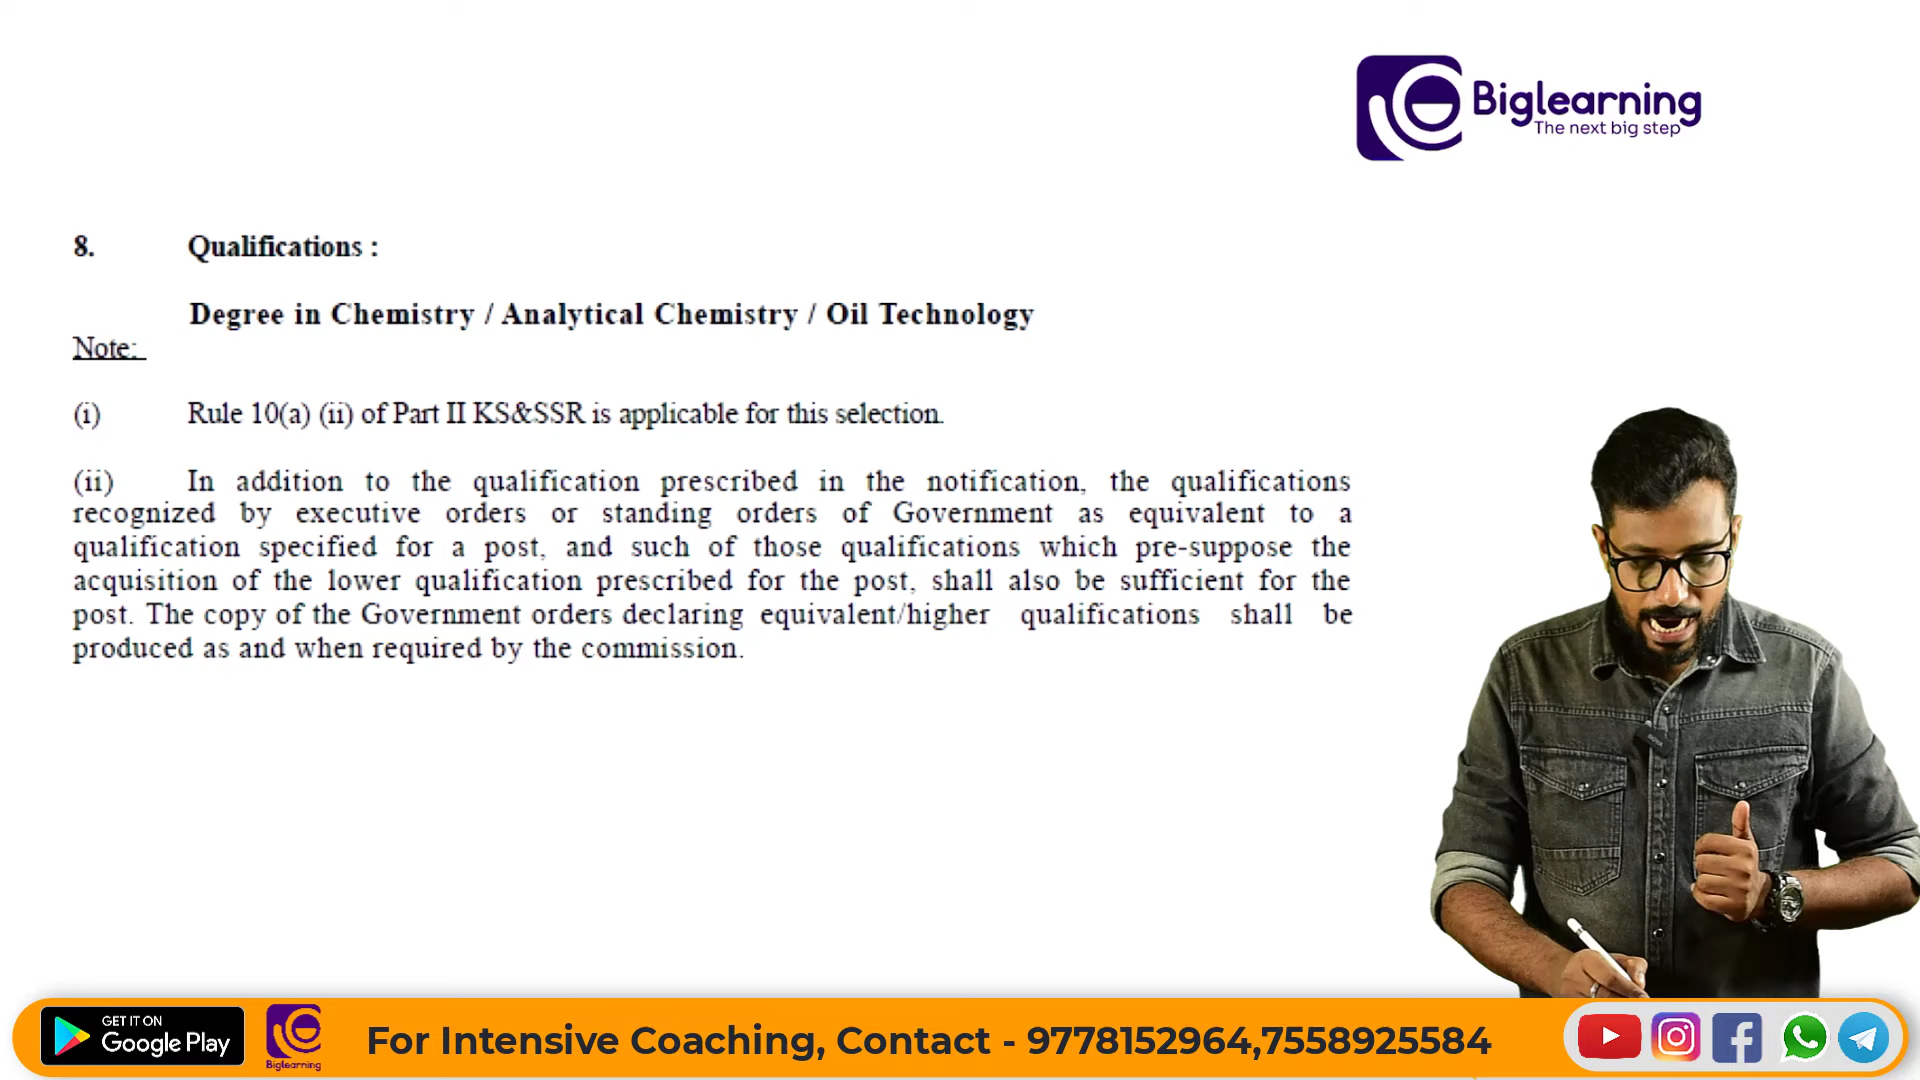 Biglearning
The next big step
8. Qualifications :
Degree in Chemistry / Analytical Chemistry / Oil Technology
Note:
(i) Rule 10(a) (ii) of Part II KS&SSR is applicable for this selection.
(ii) In addition to the qualification prescribed in the notification, the qualifications
recognized by executive orders or standing orders of Government as equivalent to a
qualification specified for a post, and such of those qualifications which pre-suppose the
acquisition of the lower qualification prescribed for the post, shall also be sufficient for the
post. The copy of the Government orders declaring equivalent/higher qualifications shall be
produced as and when required by the commission.
GET IT ON
Google Play
Biglearning
For Intensive Coaching, Contact - 9778152964,7558925584